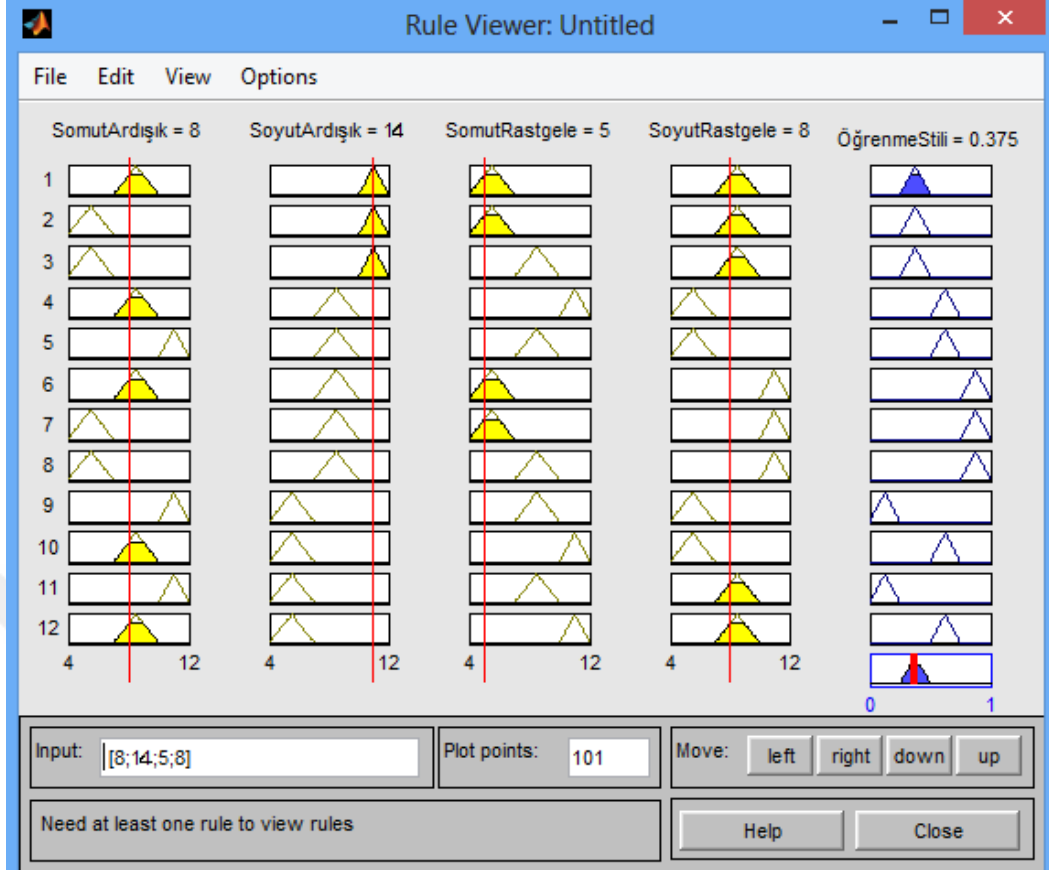 Rule Viewer: Untitled
File Edit View Options
SomutArdışık = 8 SoyutArdışık = 14 SomutRastgele = 5 SoyutRastgele = 8 ÖğrenmeStili = 0.375
1
2
3
4
5
6
7
8
9
10
11
12
4 12 4 12 4 12 4 12
0 1
Input: [8;14;5;8] Plot points: 101 Move: left right down up
Need at least one rule to view rules Help Close